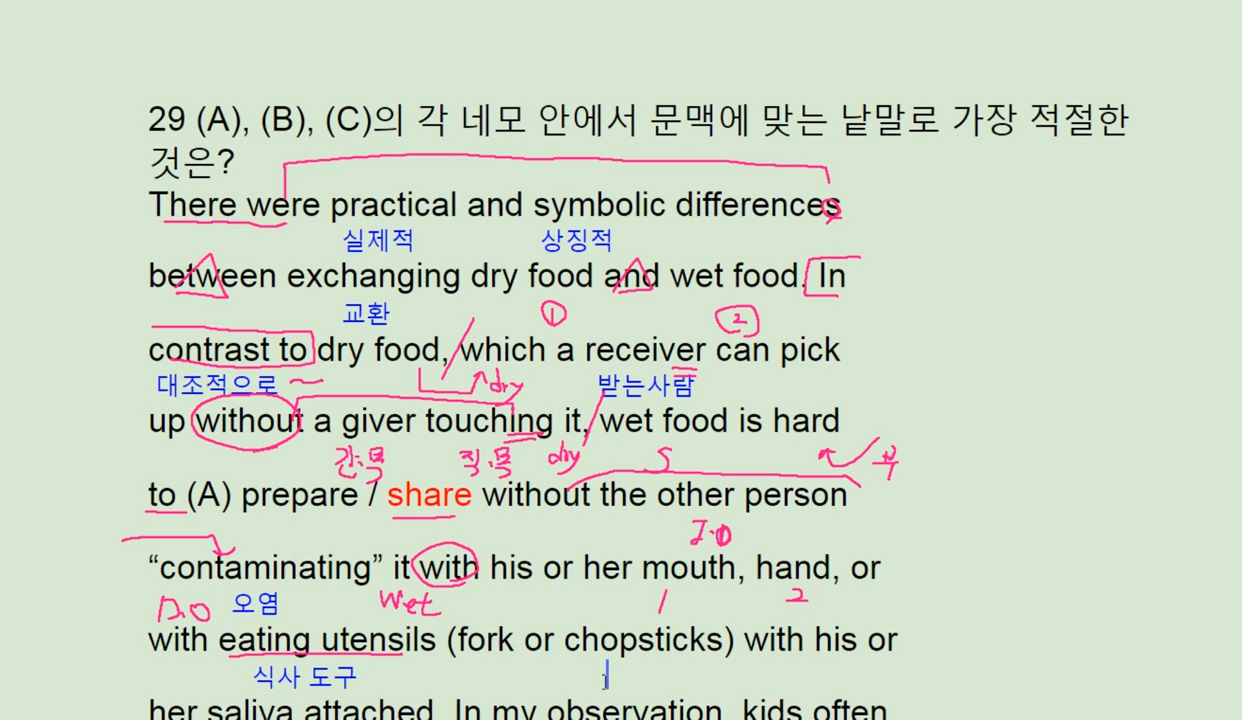 29 (A), (B), (C)의 각 네모 안에서 문맥에 맞는 낱말로 가장 적절한
것은?
There were practical and symbolic differences
실제적 상징적
between exchanging dry food and wet food. In
교환 1 2
contrast to dry food, which a receiver can pick
대조적으로 ~ dry 받는사람
up without a giver touching it, wet food is hard
간.목 직.목 dry S 부
to (A) prepare / share without the other person
I.O
“contaminating” it with his or her mouth, hand, or
D.O 오염 wet 1 2
with eating utensils (fork or chopsticks) with his or
식사 도구
her saliva attached. In my observation, kids often